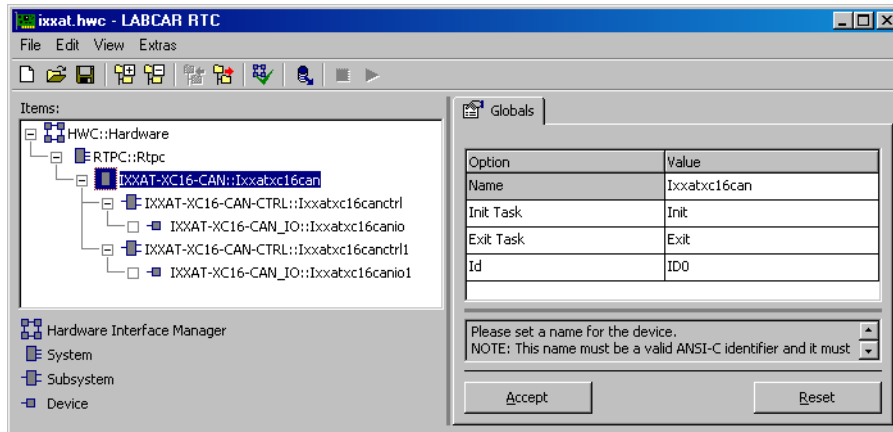 ixxat.hwc - LABCAR RTC
File Edit View Extras
Items:
HWC::Hardware
RTPC::Rtpc
IXXAT-XC16-CAN::Ixxatxc16can
IXXAT-XC16-CAN-CTRL::Ixxatxc16canctrl
IXXAT-XC16-CAN_IO::Ixxatxc16canio
IXXAT-XC16-CAN-CTRL::Ixxatxc16canctrl1
IXXAT-XC16-CAN_IO::Ixxatxc16canio1
Hardware Interface Manager
System
Subsystem
Device
Globals
Option Value
Name Ixxatxc16can
Init Task Init
Exit Task Exit
Id ID0
Please set a name for the device.
NOTE: This name must be a valid ANSI-C identifier and it must
Accept Reset